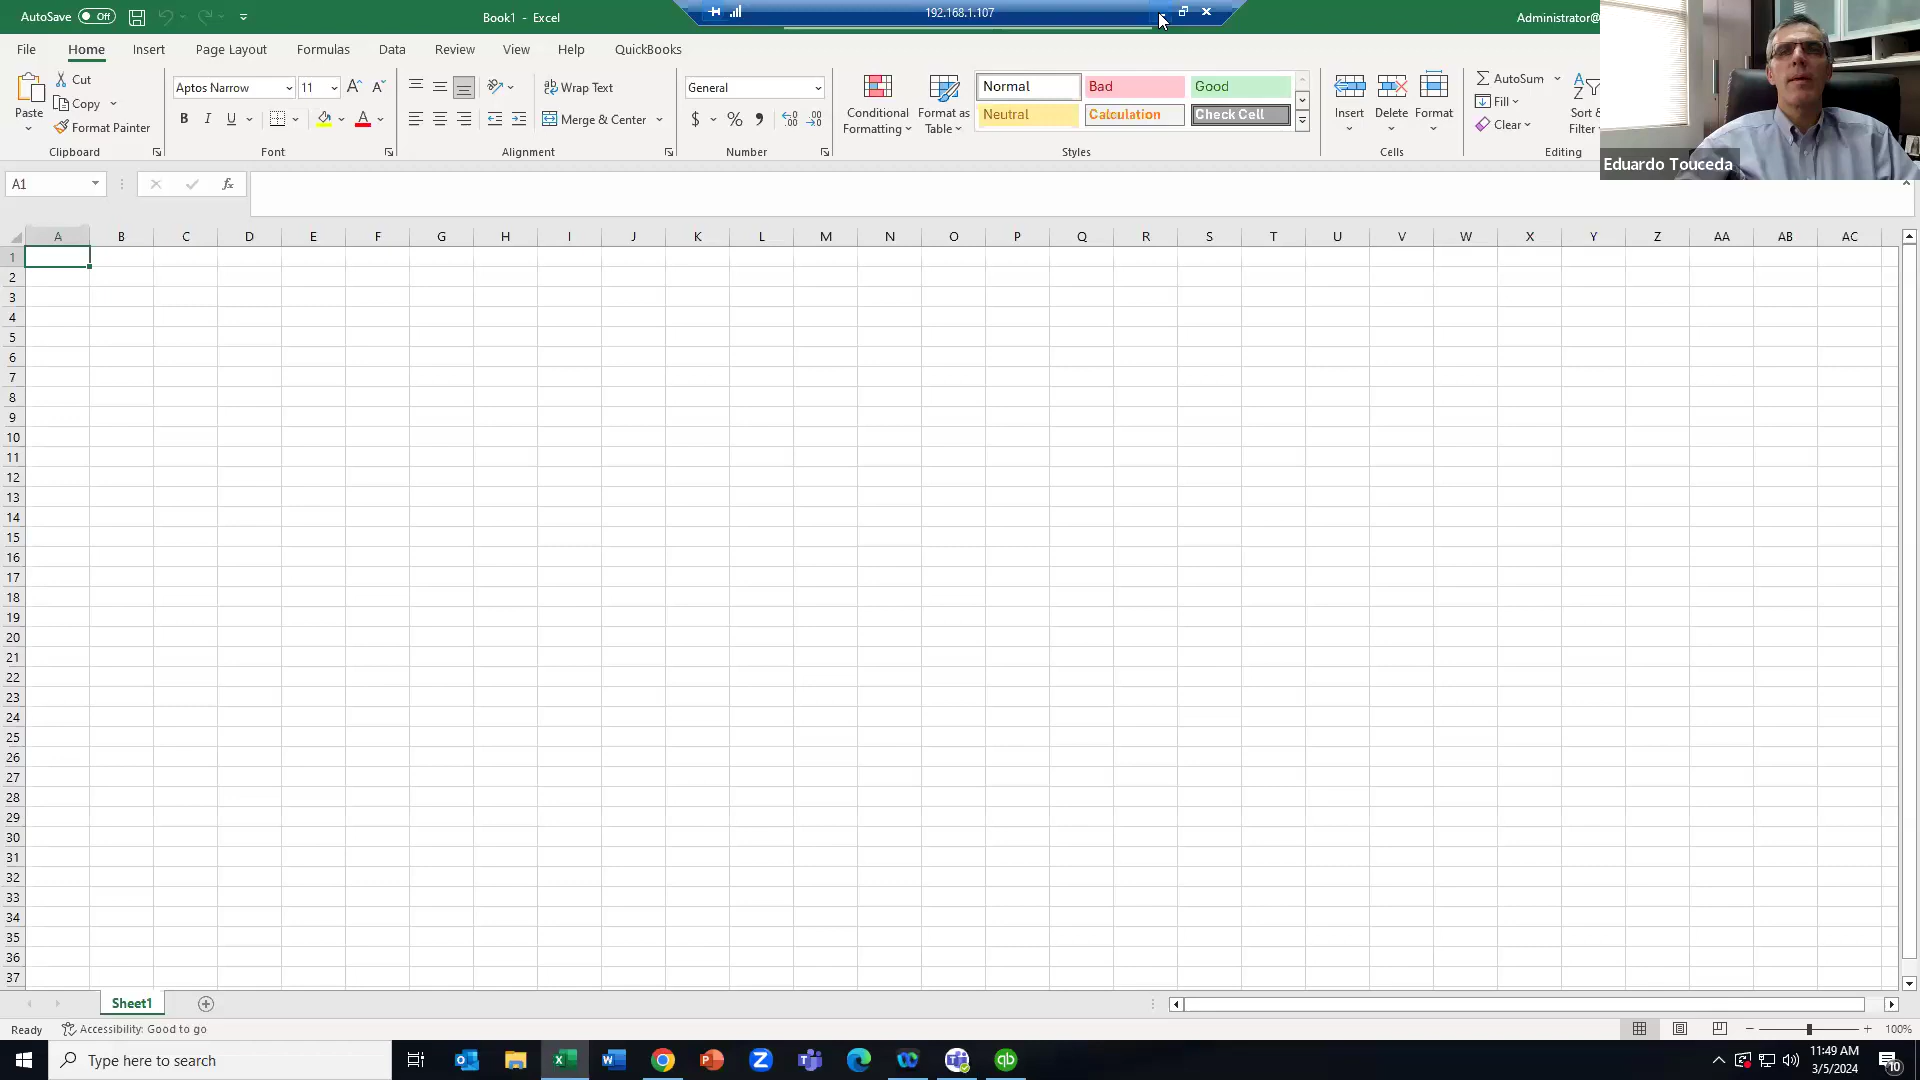 AutoSave Off Book1 - Excel 192.168.1.107 Administrator@
File Home Insert Page Layout Formulas Data Review View Help QuickBooks
Paste Cut Copy Format Painter
Clipboard
Aptos Narrow 11
B I U A
Font
Wrap Text
Merge & Center
Alignment
General
$ % ,
Number
Conditional Formatting
Format as Table
Normal Bad Good
Neutral Calculation Check Cell
Styles
Insert Delete Format
Cells
AutoSum
Fill
Clear
Sort &
Filter
Editing
Eduardo Touceda
A1 fx
A B C D E F G H I J K L M N O P Q R S T U V W X Y Z AA AB AC
1
2
3
4
5
6
7
8
9
10
11
12
13
14
15
16
17
18
19
20
21
22
23
24
25
26
27
28
29
30
31
32
33
34
35
36
37
Sheet1
Ready Accessibility: Good to go 100%
Type here to search
11:49 AM
3/5/2024
10